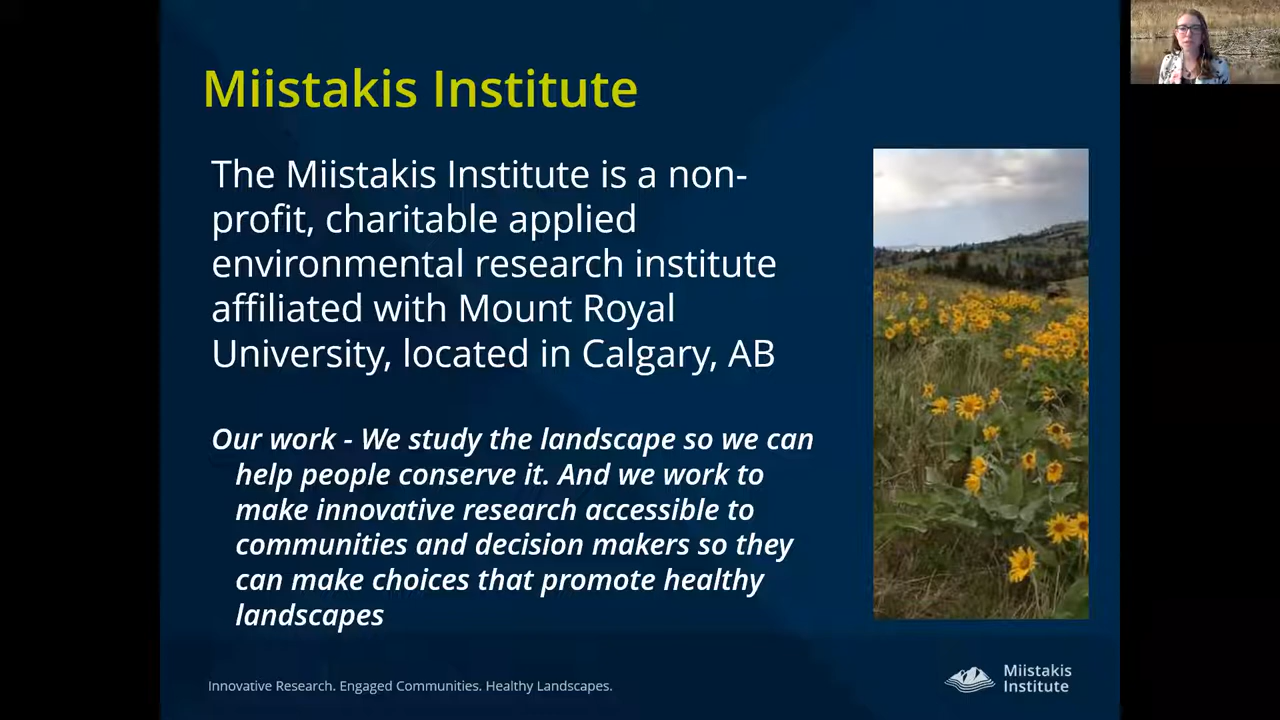 Miistakis Institute
The Miistakis Institute is a non-
profit, charitable applied
environmental research institute
affiliated with Mount Royal
University, located in Calgary, AB
Our work - We study the landscape so we can
help people conserve it. And we work to
make innovative research accessible to
communities and decision makers so they
can make choices that promote healthy
landscapes
Innovative Research. Engaged Communities. Healthy Landscapes.
Miistakis
Institute